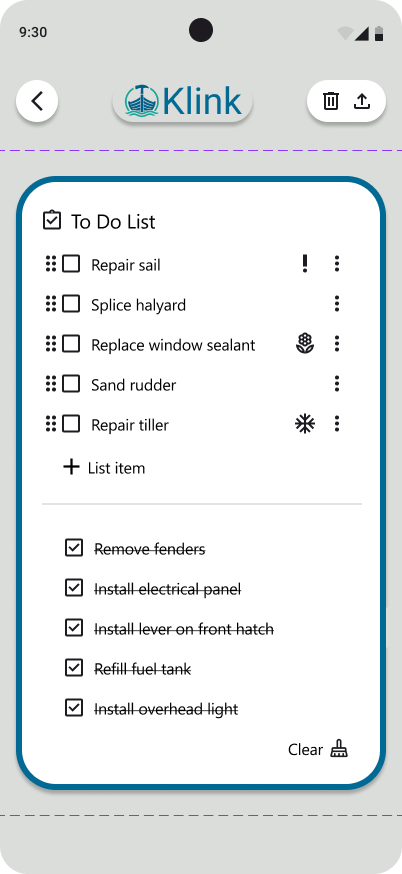 9:30
Klink
To Do List
Repair sail
Splice halyard
Replace window sealant
Sand rudder
Repair tiller
List item
Remove fenders
Install electrical panel
Install lever on front hatch
Refill fuel tank
Install overhead light
Clear